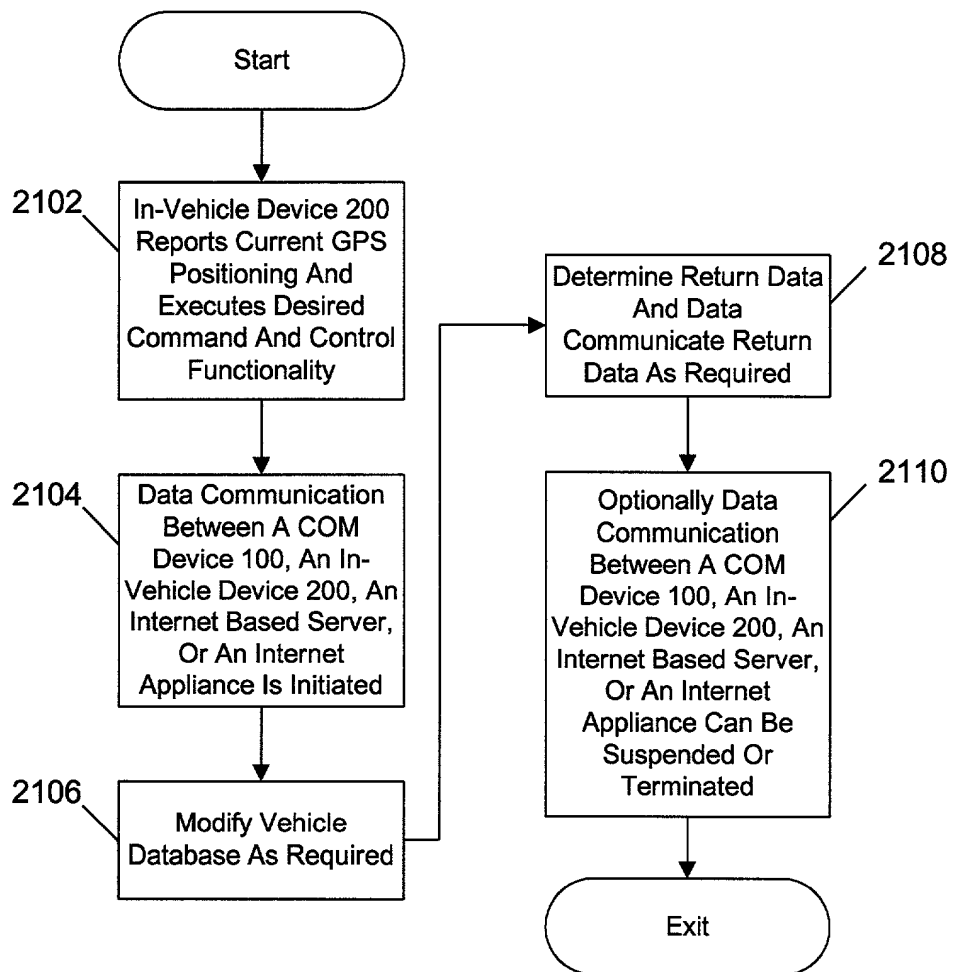 Start
2102
In-Vehicle Device 200
Reports Current GPS
Positioning And
Executes Desired
Command And Control
Functionality
2104
Data Communication
Between A COM
Device 100, An In-
Vehicle Device 200, An
Internet Based Server,
Or An Internet
Appliance Is Initiated
2106
Modify Vehicle
Database As Required
2108
Determine Return Data
And Data
Communicate Return
Data As Required
2110
Optionally Data
Communication
Between A COM
Device 100, An In-
Vehicle Device 200, An
Internet Based Server,
Or An Internet
Appliance Can Be
Suspended Or
Terminated
Exit